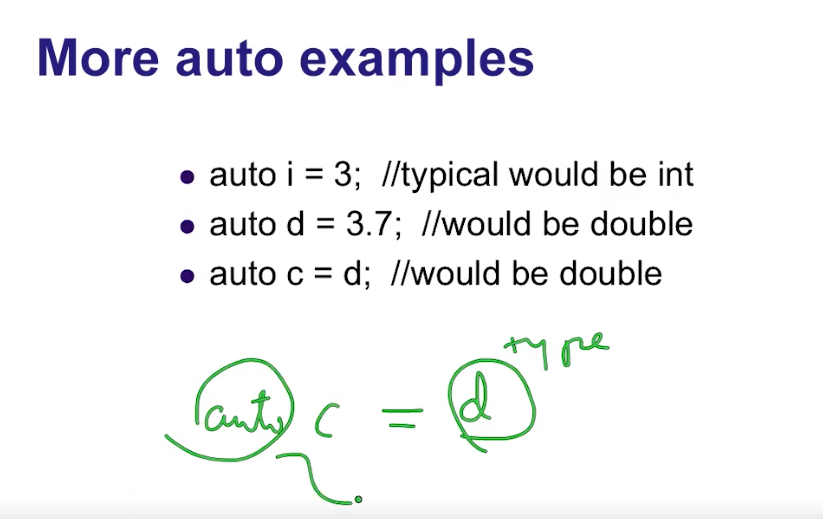 More auto examples
• auto i = 3; //typical would be int
• auto d = 3.7; //would be double
• auto c = d; //would be double
type
auto c = d